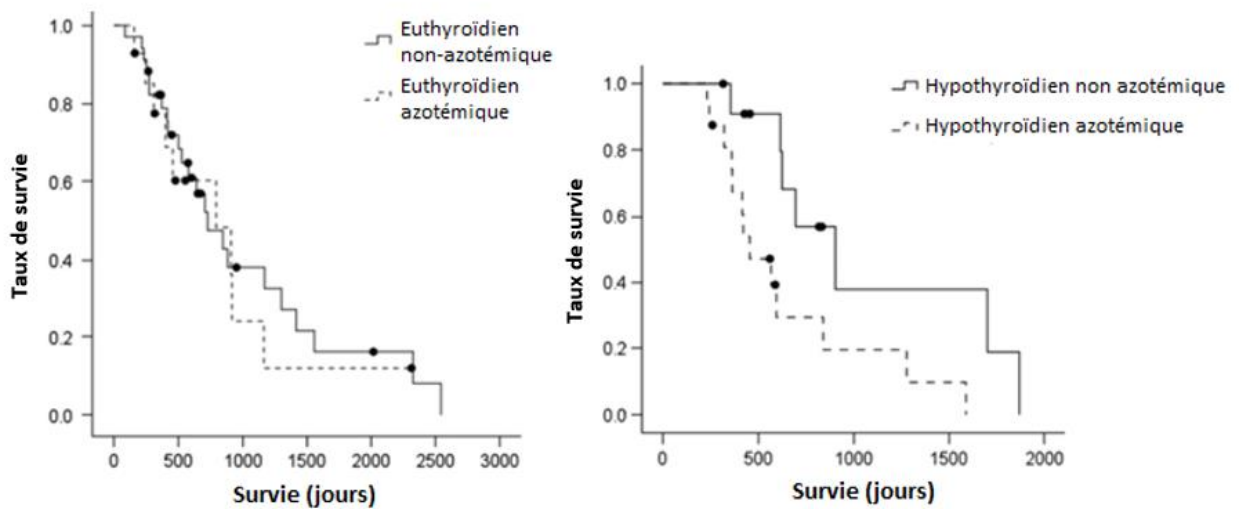 Euthyroïdien
non-azotémique
Euthyroïdien
azotémique
Taux de survie
1.0
0.8
0.6
0.4
0.2
0.0
0 500 1000 1500 2000 2500 3000
Survie (jours)
Hypothyroïdien non azotémique
Hypothyroïdien azotémique
Taux de survie
1.0
0.8
0.6
0.4
0.2
0.0
0 500 1000 1500 2000
Survie (jours)